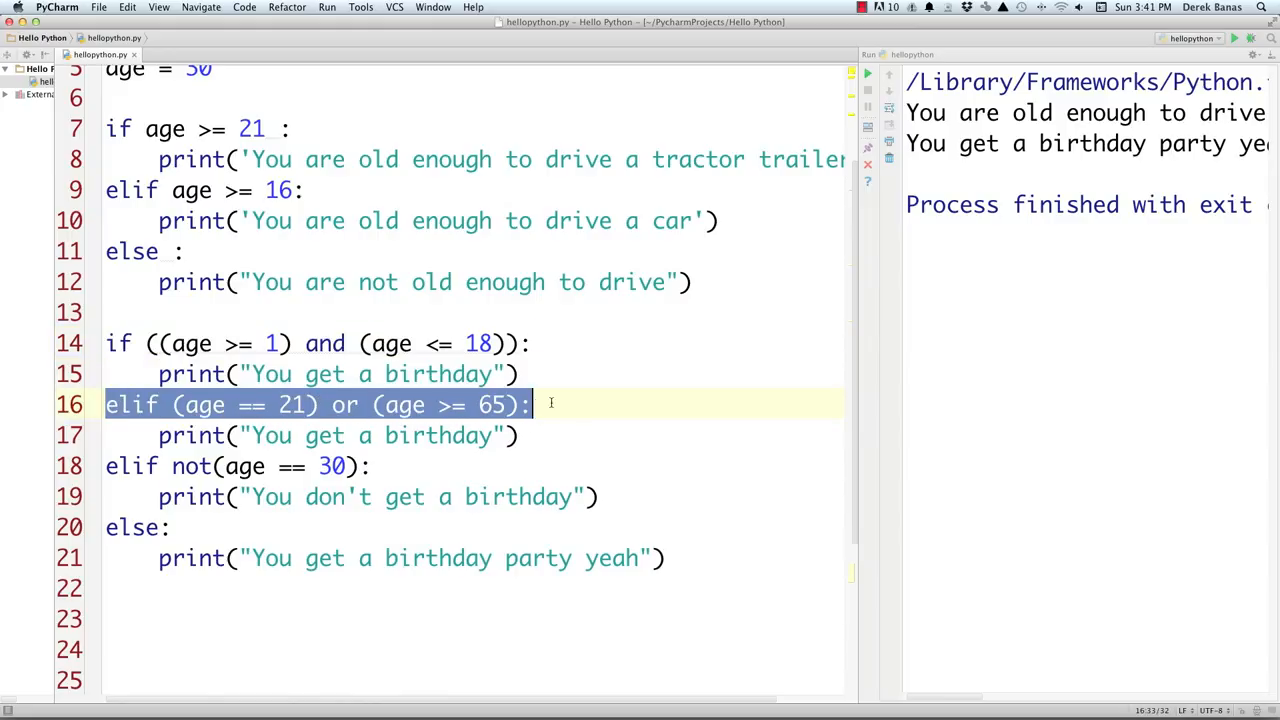 PyCharm File Edit View Navigate Code Refactor Run Tools VCS Window Help 10 Sun 3:41 PM Derek Banas
hellopython.py - Hello Python - [~/PycharmProjects/Hello Python]
Hello Python hellopython.py hellopython
hellopython.py Run hellopython
Hello P
hello
Externa
5 age = 30
6
7 if age >= 21 :
8 print('You are old enough to drive a tractor trailer
9 elif age >= 16:
10 print('You are old enough to drive a car')
11 else :
12 print("You are not old enough to drive")
13
14 if ((age >= 1) and (age <= 18)):
15 print("You get a birthday")
16 elif (age == 21) or (age >= 65):
17 print("You get a birthday")
18 elif not(age == 30):
19 print("You don't get a birthday")
20 else:
21 print("You get a birthday party yeah")
22
23
24
25
/Library/Frameworks/Python.
You are old enough to drive
You get a birthday party yea
Process finished with exit
16:33/32 LF UTF-8